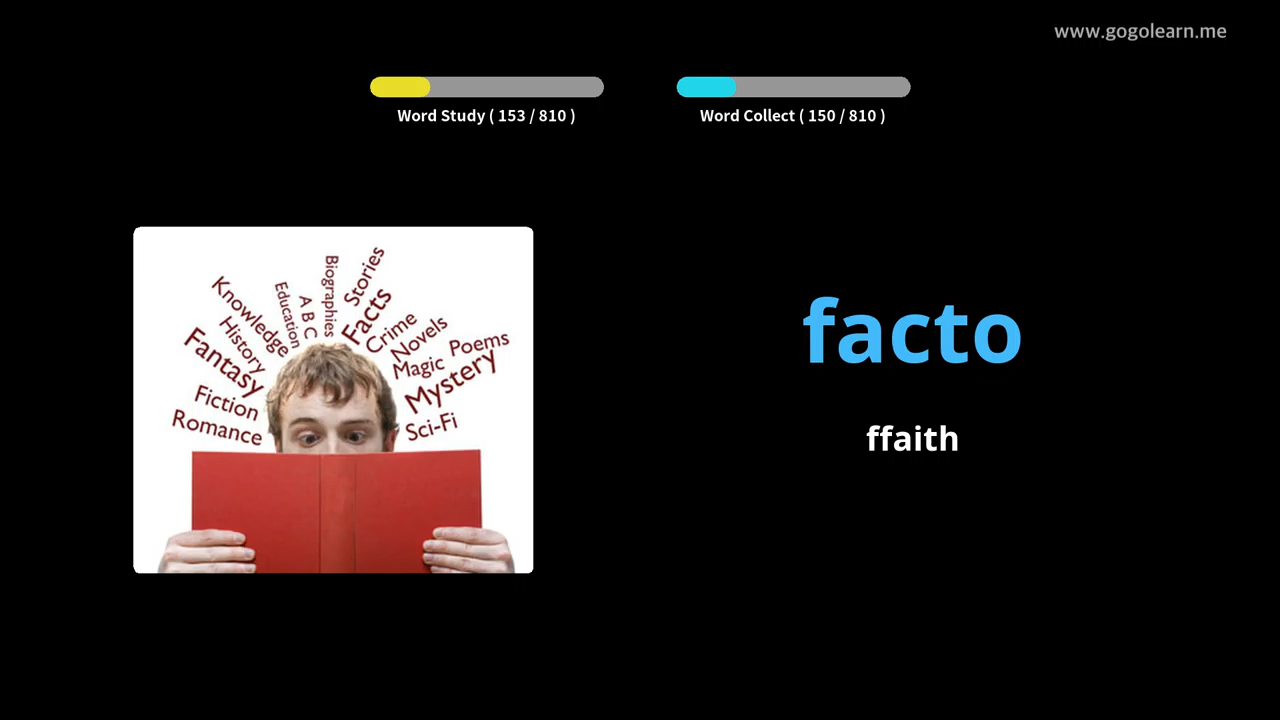 www.gogolearn.me
Word Study ( 153 / 810 )
Word Collect ( 150 / 810 )
Biographies
Stories
Education
A B C
Facts
Knowledge
Crime
History
Novels
Poems
Fantasy
Magic
Mystery
Fiction
Romance
Sci-Fi
facto
ffaith